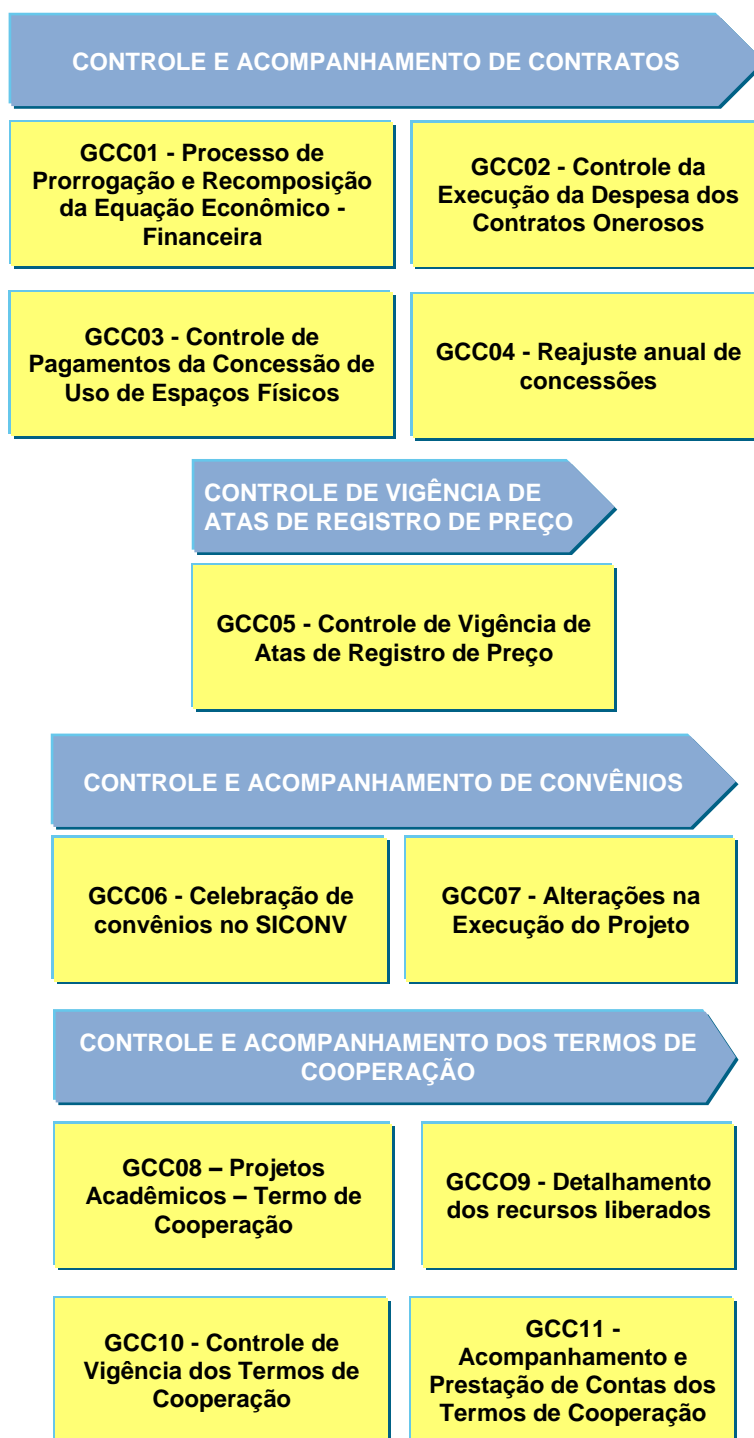 CONTROLE E ACOMPANHAMENTO DE CONTRATOS
GCC01 - Processo de
Prorrogação e Recomposição
da Equação Econômico -
Financeira
GCC02 - Controle da
Execução da Despesa dos
Contratos Onerosos
GCC03 - Controle de
Pagamentos da Concessão de
Uso de Espaços Físicos
GCC04 - Reajuste anual de
concessões
CONTROLE DE VIGÊNCIA DE
ATAS DE REGISTRO DE PREÇO
GCC05 - Controle de Vigência de
Atas de Registro de Preço
CONTROLE E ACOMPANHAMENTO DE CONVÊNIOS
GCC06 - Celebração de
convênios no SICONV
GCC07 - Alterações na
Execução do Projeto
CONTROLE E ACOMPANHAMENTO DOS TERMOS DE
COOPERAÇÃO
GCC08 – Projetos
Acadêmicos – Termo de
Cooperação
GCCO9 - Detalhamento
dos recursos liberados
GCC10 - Controle de
Vigência dos Termos de
Cooperação
GCC11 -
Acompanhamento e
Prestação de Contas dos
Termos de Cooperação